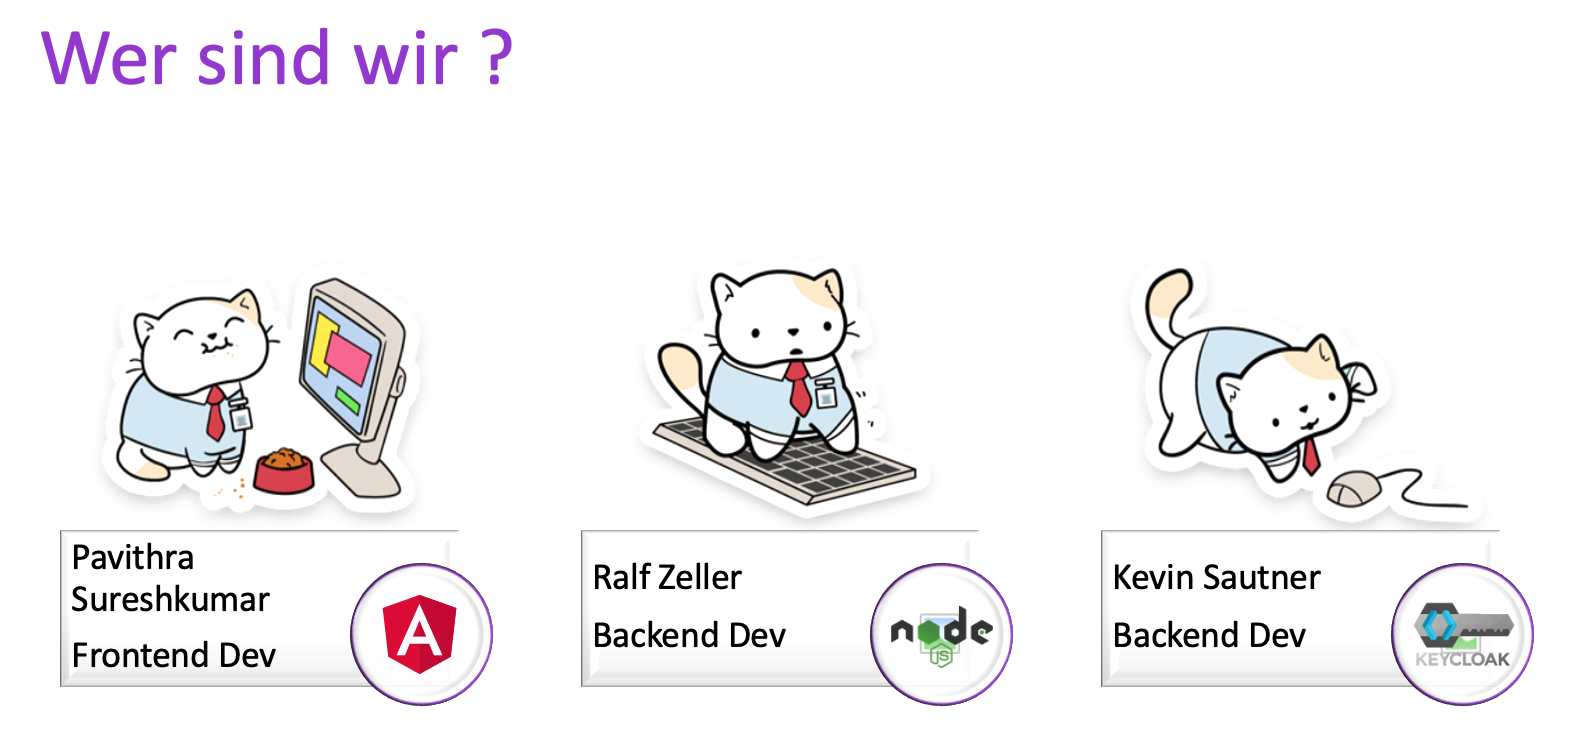 Wer sind wir ?
Pavithra
Sureshkumar
Frontend Dev
A
Ralf Zeller
Backend Dev
node
JS
Kevin Sautner
Backend Dev
KEYCLOAK